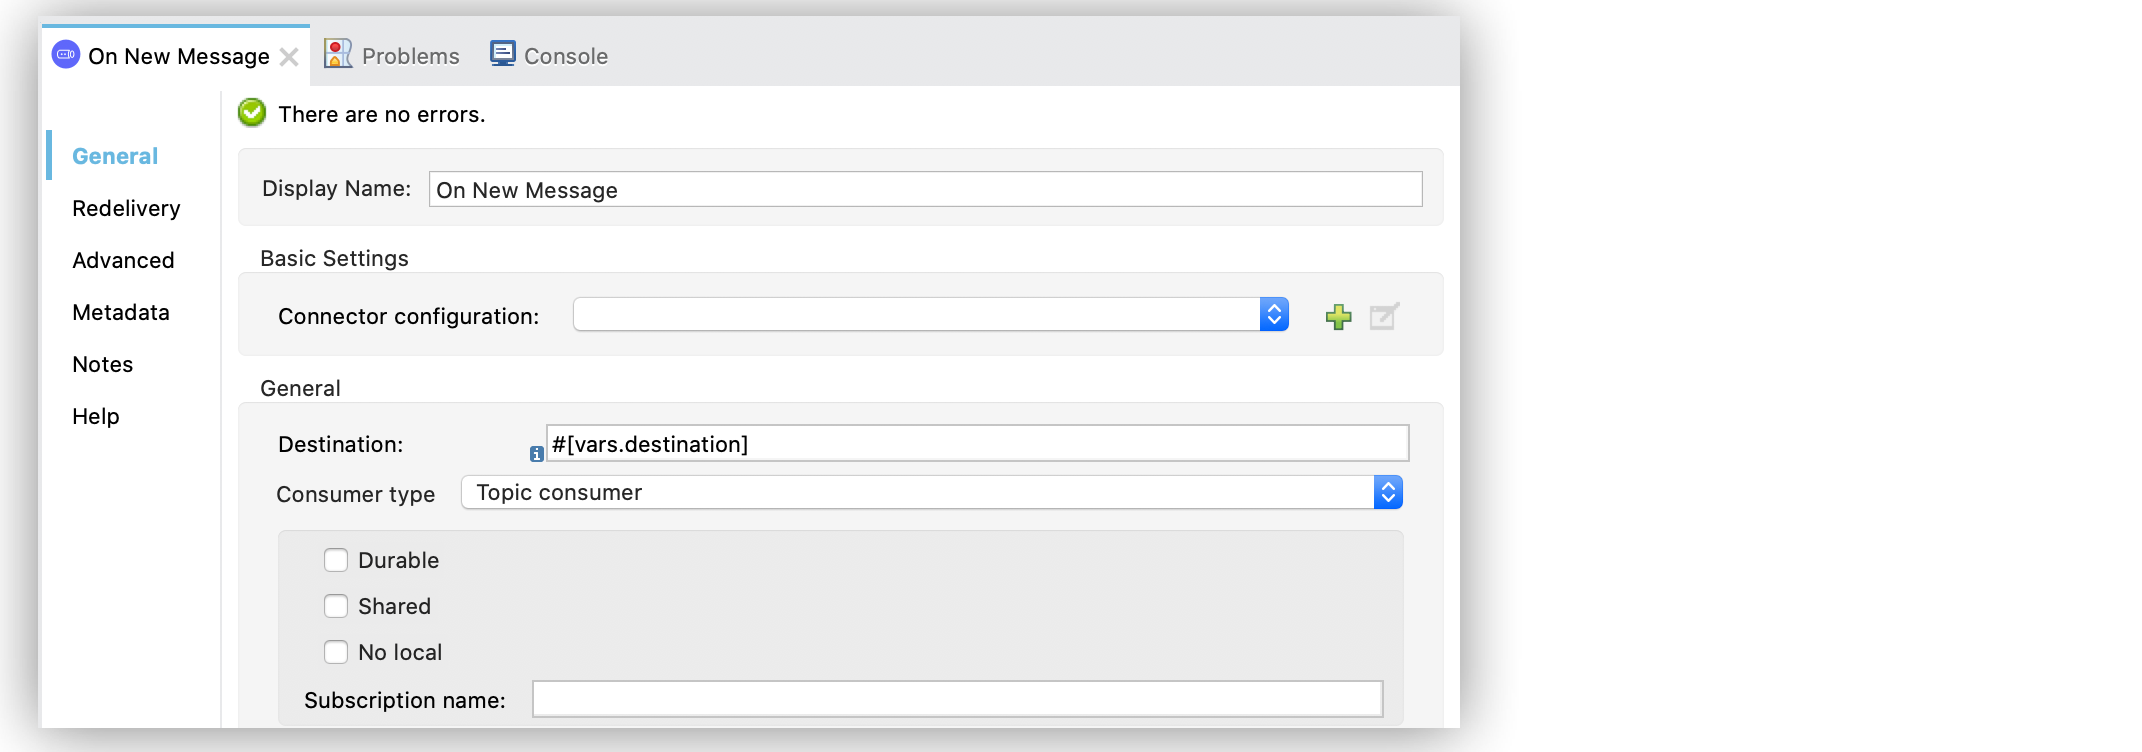 On New Message
Problems
Console
There are no errors.
General
Redelivery
Advanced
Metadata
Notes
Help
Display Name: On New Message
Basic Settings
Connector configuration:
General
Destination: #[vars.destination]
Consumer type Topic consumer
Durable
Shared
No local
Subscription name: